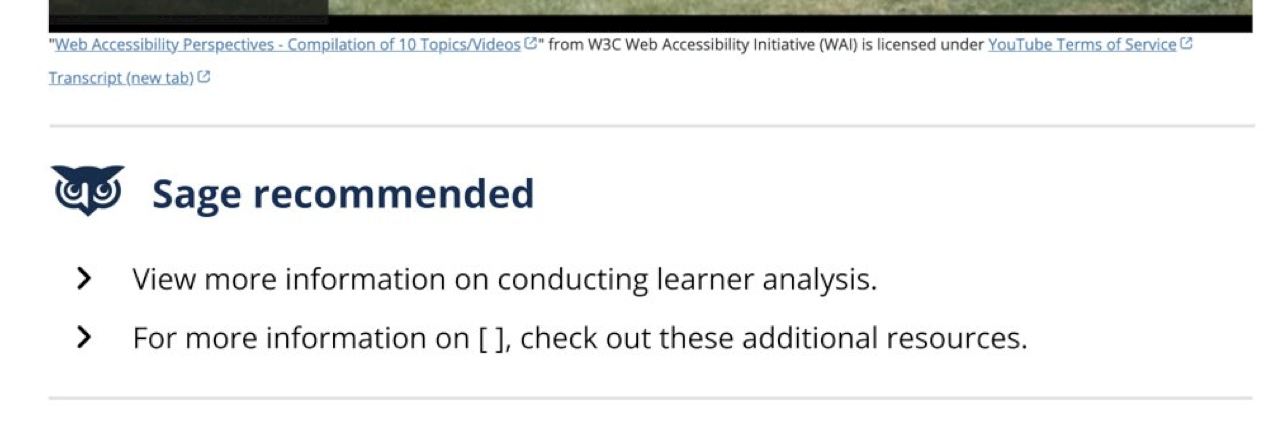 "Web Accessibility Perspectives - Compilation of 10 Topics/Videos" from W3C Web Accessibility Initiative (WAI) is licensed under YouTube Terms of Service
Transcript (new tab)
Sage recommended
View more information on conducting learner analysis.
For more information on [ ], check out these additional resources.